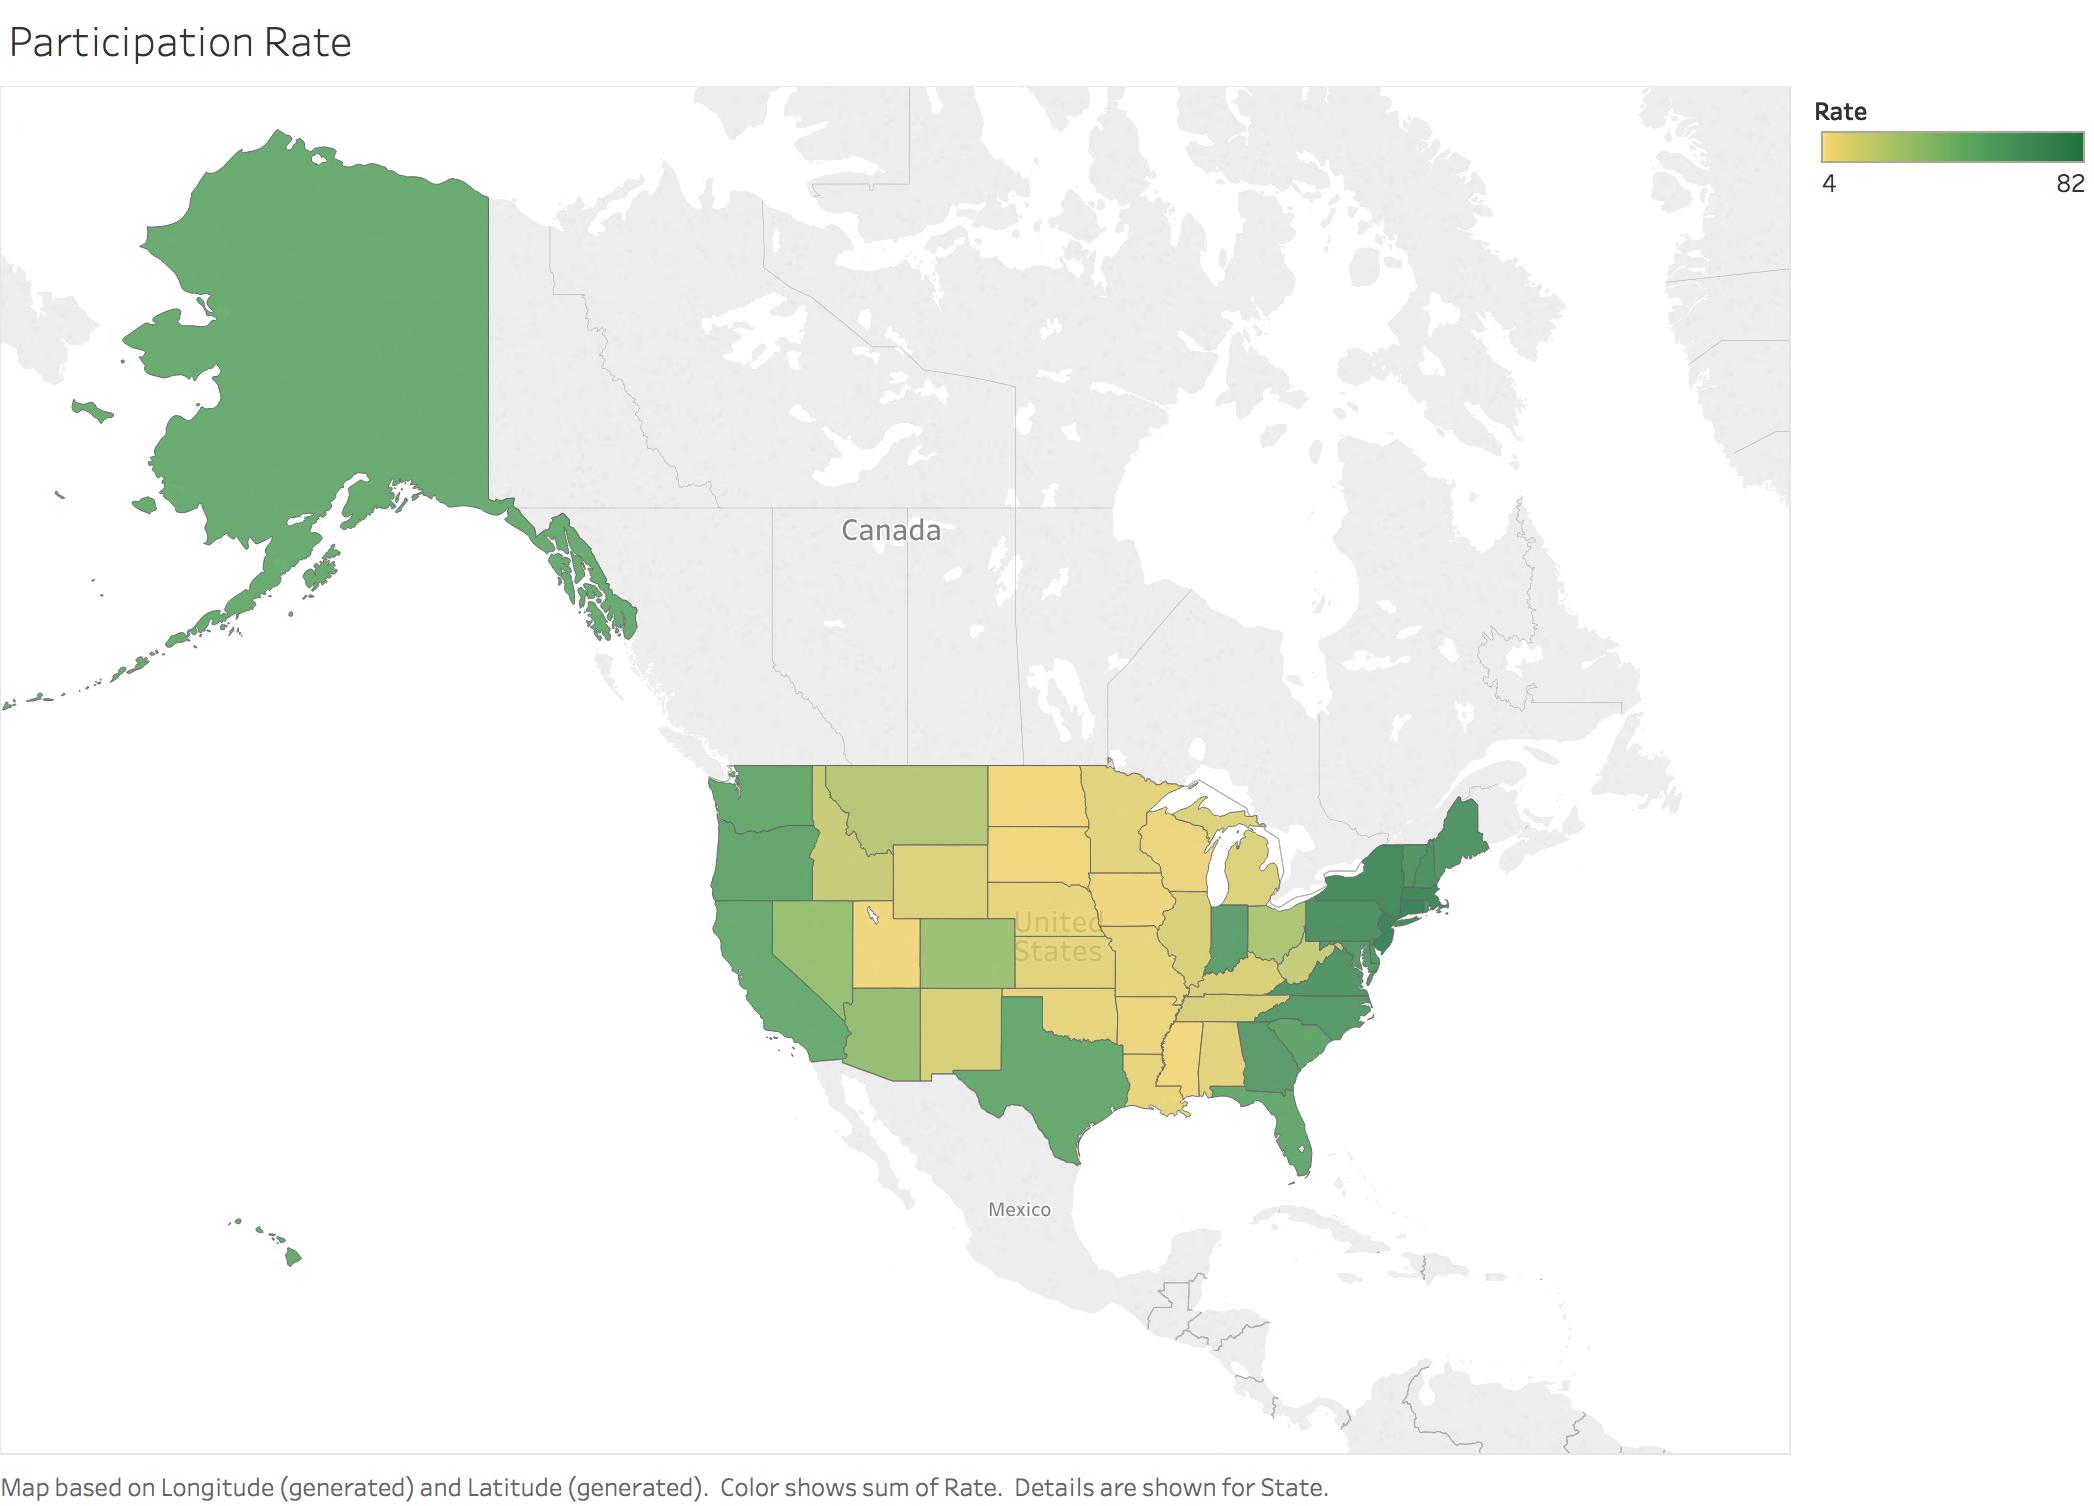 Participation Rate
Rate
4 82
Canada
United
States
Mexico
Map based on Longitude (generated) and Latitude (generated).  Color shows sum of Rate.  Details are shown for State.